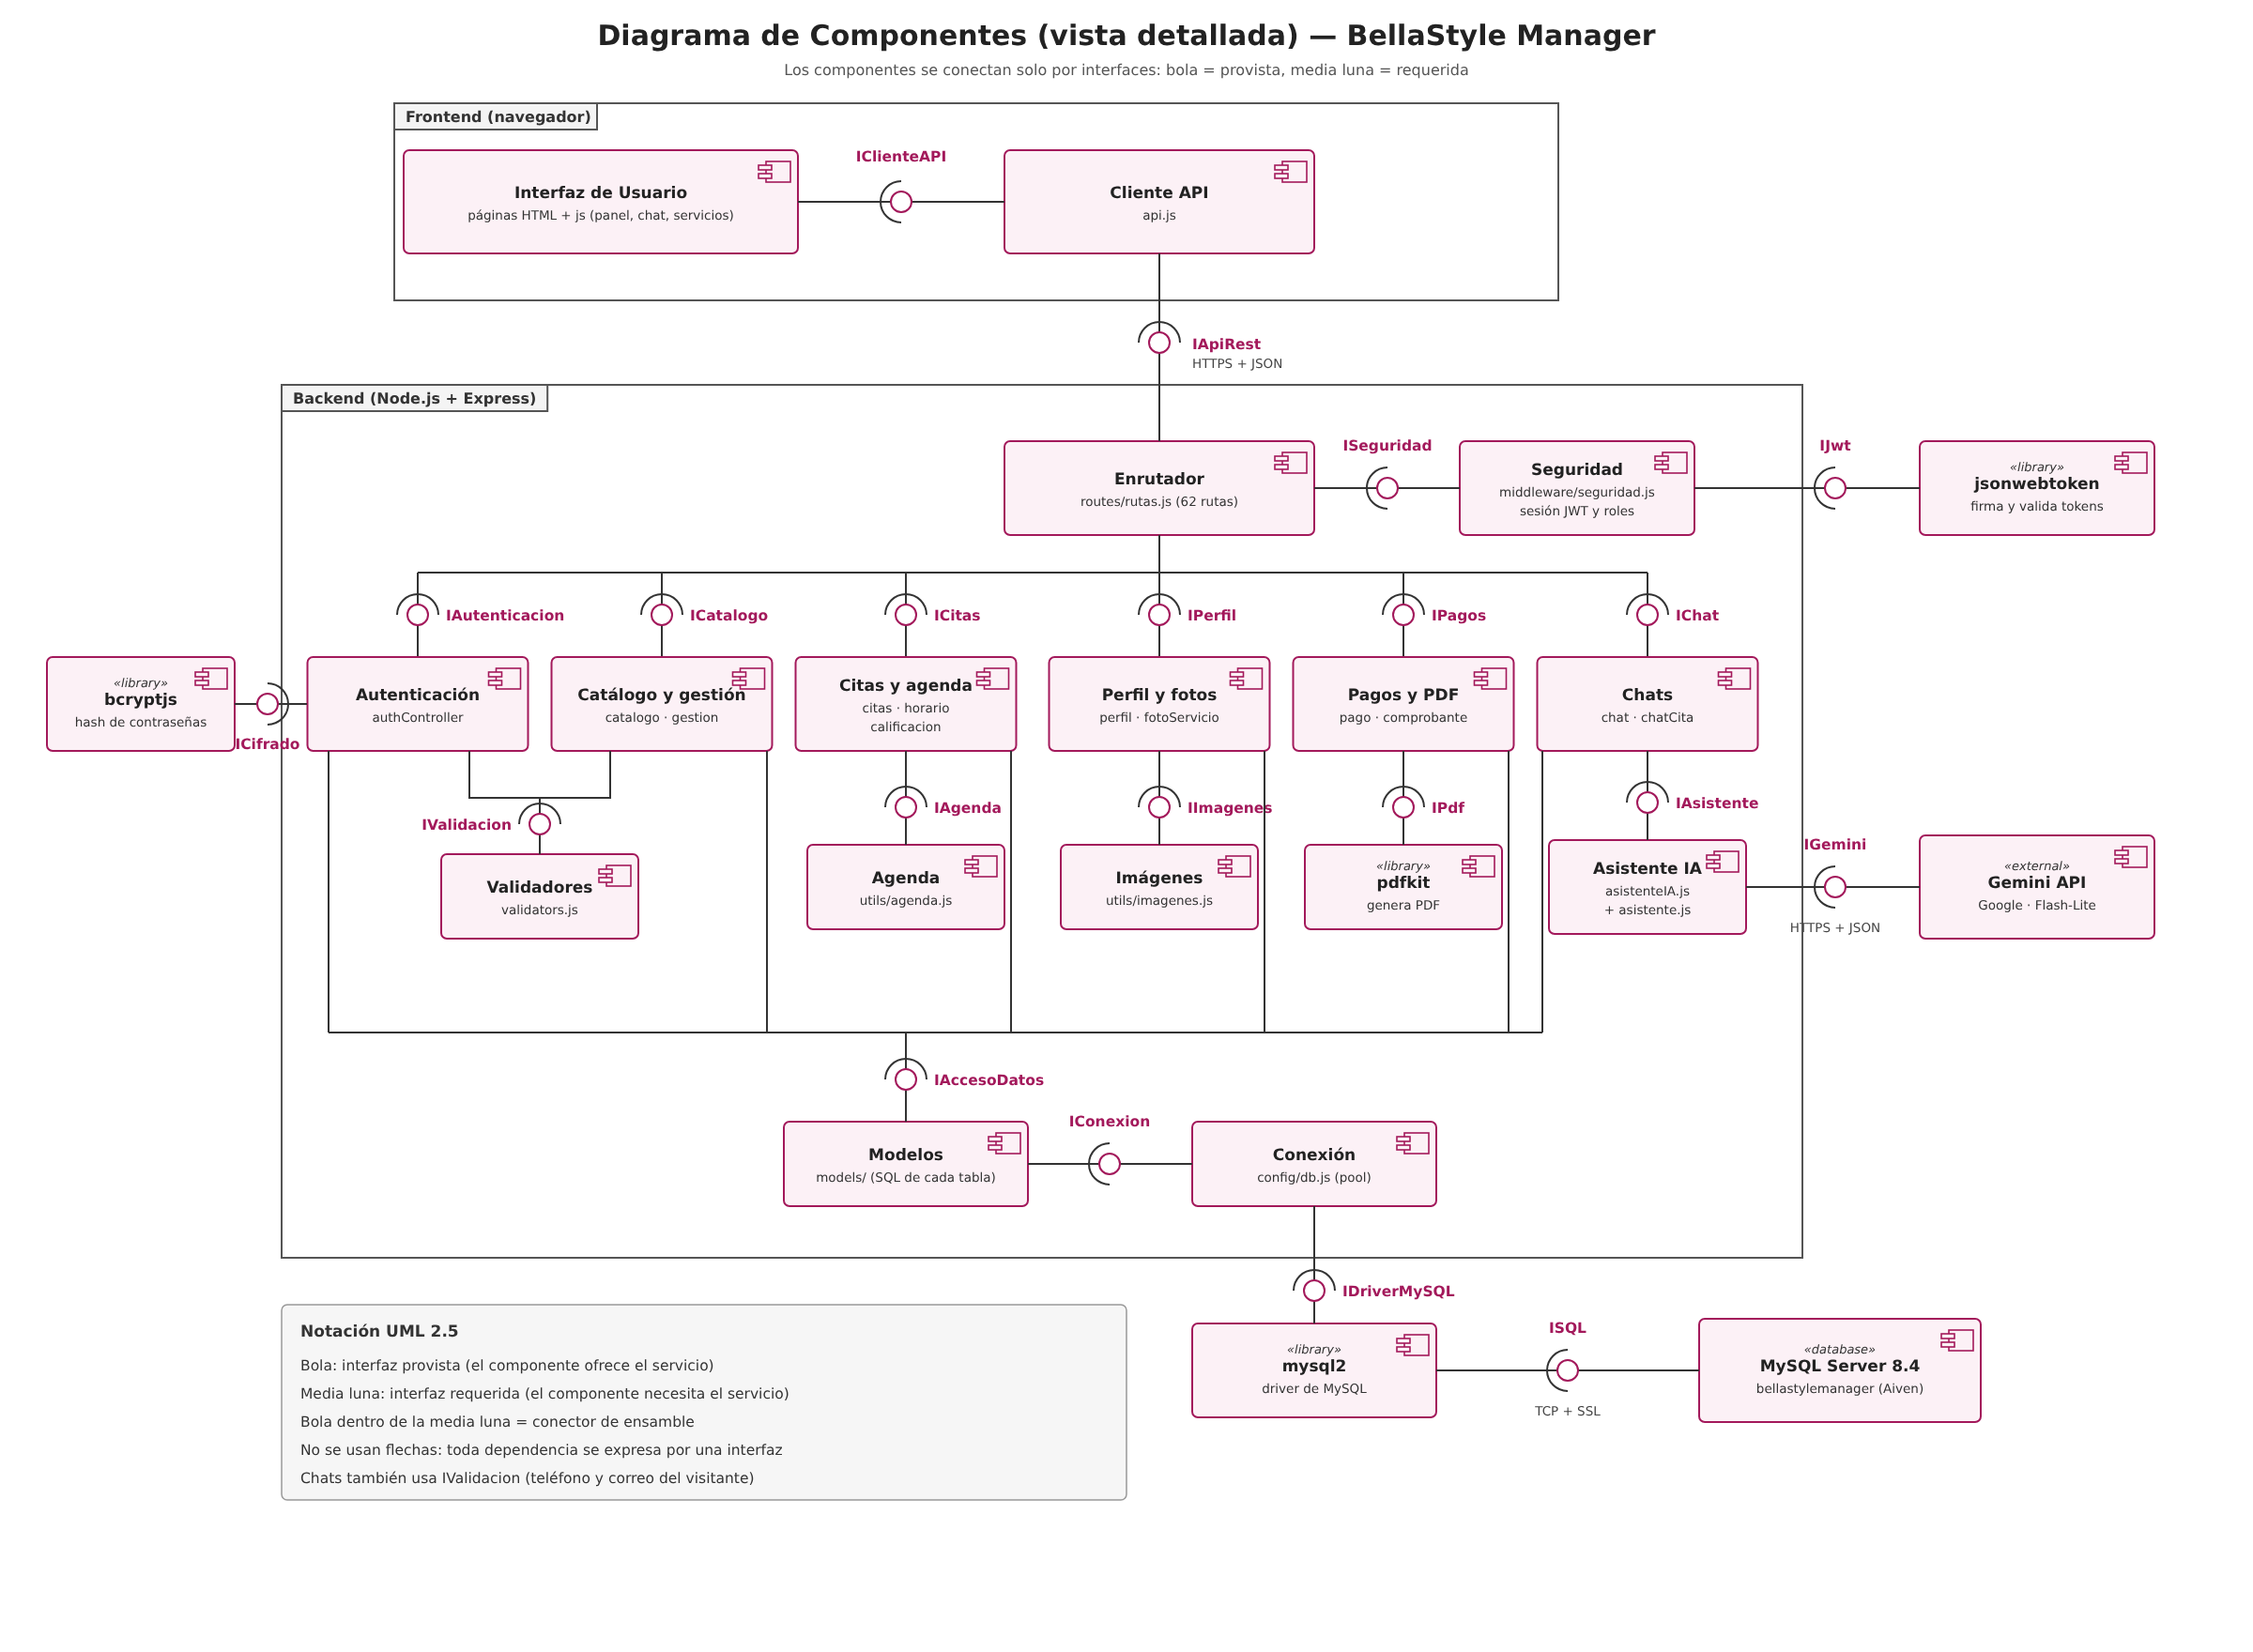 Diagrama de Componentes (vista detallada) — BellaStyle Manager
Los componentes se conectan solo por interfaces: bola = provista, media luna = requerida
Frontend (navegador)
Interfaz de Usuario
páginas HTML + js (panel, chat, servicios)
IClienteAPI
Cliente API
api.js
IApiRest
HTTPS + JSON
Backend (Node.js + Express)
Enrutador
routes/rutas.js (62 rutas)
ISeguridad
Seguridad
middleware/seguridad.js
sesión JWT y roles
IJwt
«library»
jsonwebtoken
firma y valida tokens
IAutenticacion
ICatalogo
ICitas
IPerfil
IPagos
IChat
«library»
bcryptjs
hash de contraseñas
ICifrado
Autenticación
authController
Catálogo y gestión
catalogo · gestion
Citas y agenda
citas · horario
calificacion
Perfil y fotos
perfil · fotoServicio
Pagos y PDF
pago · comprobante
Chats
chat · chatCita
IValidacion
IAgenda
IImagenes
IPdf
IAsistente
Validadores
validators.js
Agenda
utils/agenda.js
Imágenes
utils/imagenes.js
«library»
pdfkit
genera PDF
Asistente IA
asistenteIA.js
+ asistente.js
IGemini
HTTPS + JSON
«external»
Gemini API
Google · Flash-Lite
IAccesoDatos
Modelos
models/ (SQL de cada tabla)
IConexion
Conexión
config/db.js (pool)
IDriverMySQL
«library»
mysql2
driver de MySQL
ISQL
TCP + SSL
«database»
MySQL Server 8.4
bellastylemanager (Aiven)
Notación UML 2.5
Bola: interfaz provista (el componente ofrece el servicio)
Media luna: interfaz requerida (el componente necesita el servicio)
Bola dentro de la media luna = conector de ensamble
No se usan flechas: toda dependencia se expresa por una interfaz
Chats también usa IValidacion (teléfono y correo del visitante)